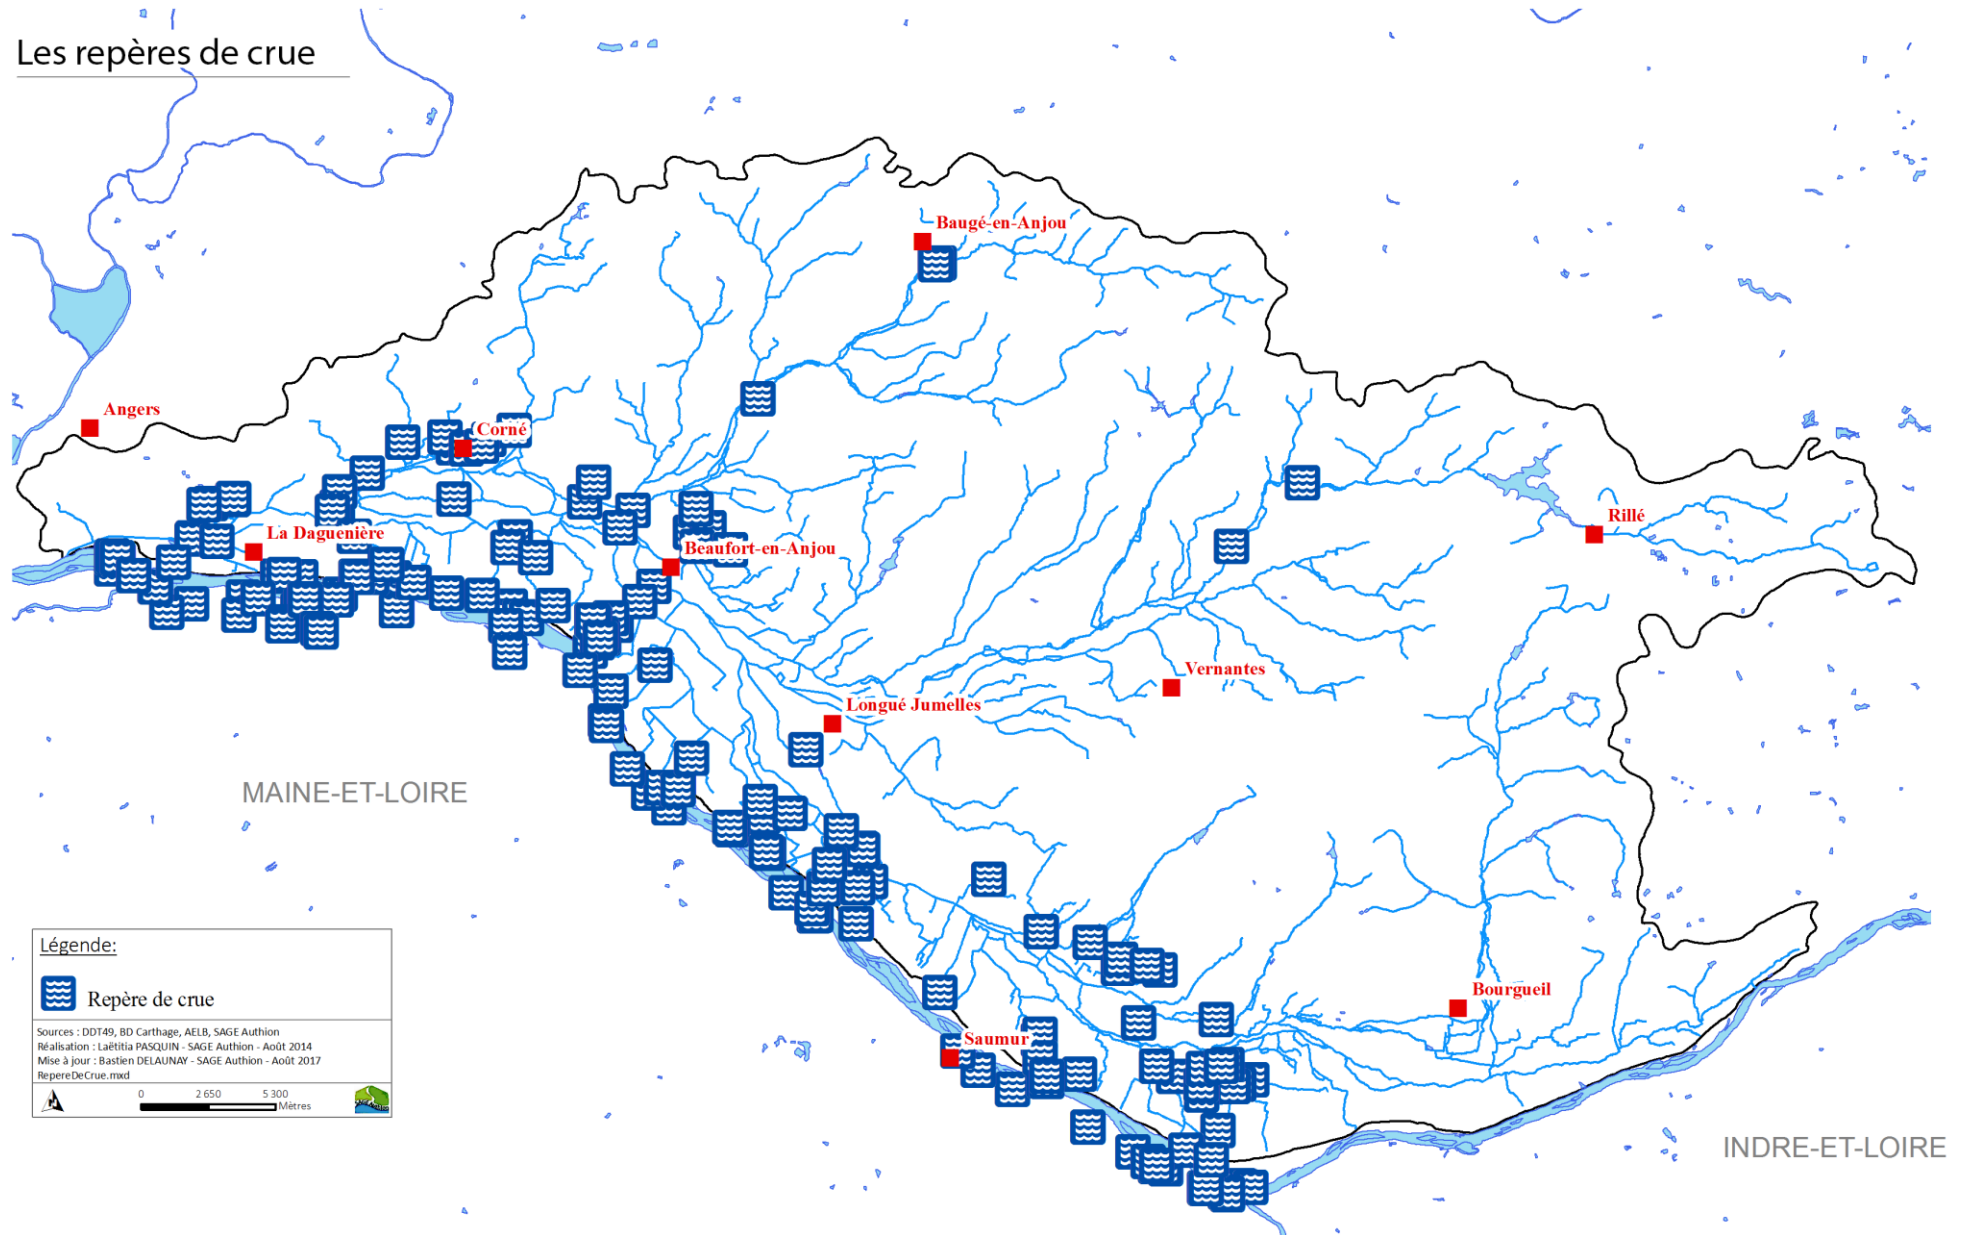 Les repères de crue
Baugé-en-Anjou
Angers
Corné
Rillé
La Daguenière
Beaufort-en-Anjou
Vernantes
Longué Jumelles
MAINE-ET-LOIRE
Bourgueil
Saumur
INDRE-ET-LOIRE
Légende:
Repère de crue
Sources : DDT49, BD Carthage, AELB, SAGE Authion
Réalisation : Laëtitia PASQUIN - SAGE Authion - Août 2014
Mise à jour : Bastien DELAUNAY - SAGE Authion - Août 2017
RepereDeCrue.mxd
0 2 650 5 300
Mètres